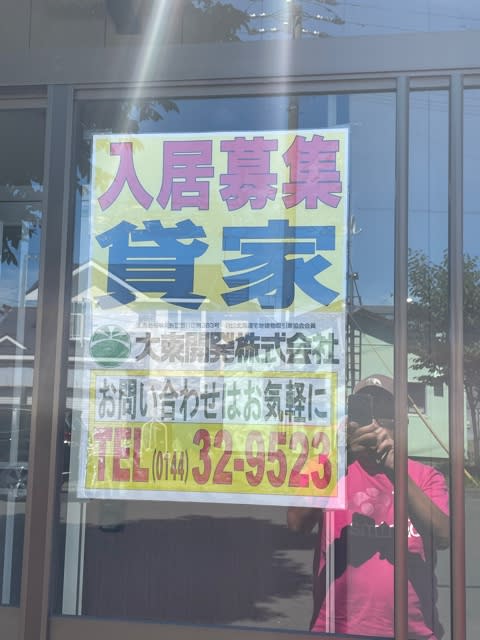 入居募集
貸家
大東開発株式会社
お問い合わせはお気軽に
TEL(0144)32-9523